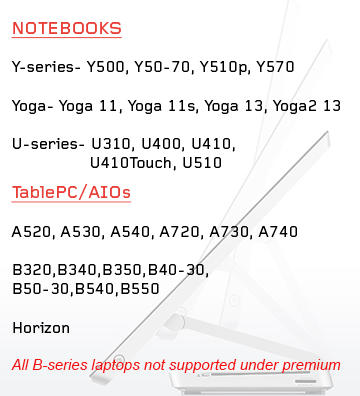 NOTEBOOKS
Y-series- Y500, Y50-70, Y510p, Y570
Yoga- Yoga 11, Yoga 11s, Yoga 13, Yoga2 13
U-series- U310, U400, U410,
U410Touch, U510
TablePC/AIOs
A520, A530, A540, A720, A730, A740
B320,B340,B350,B40-30,
B50-30,B540,B550
Horizon
All B-series laptops not supported under premium